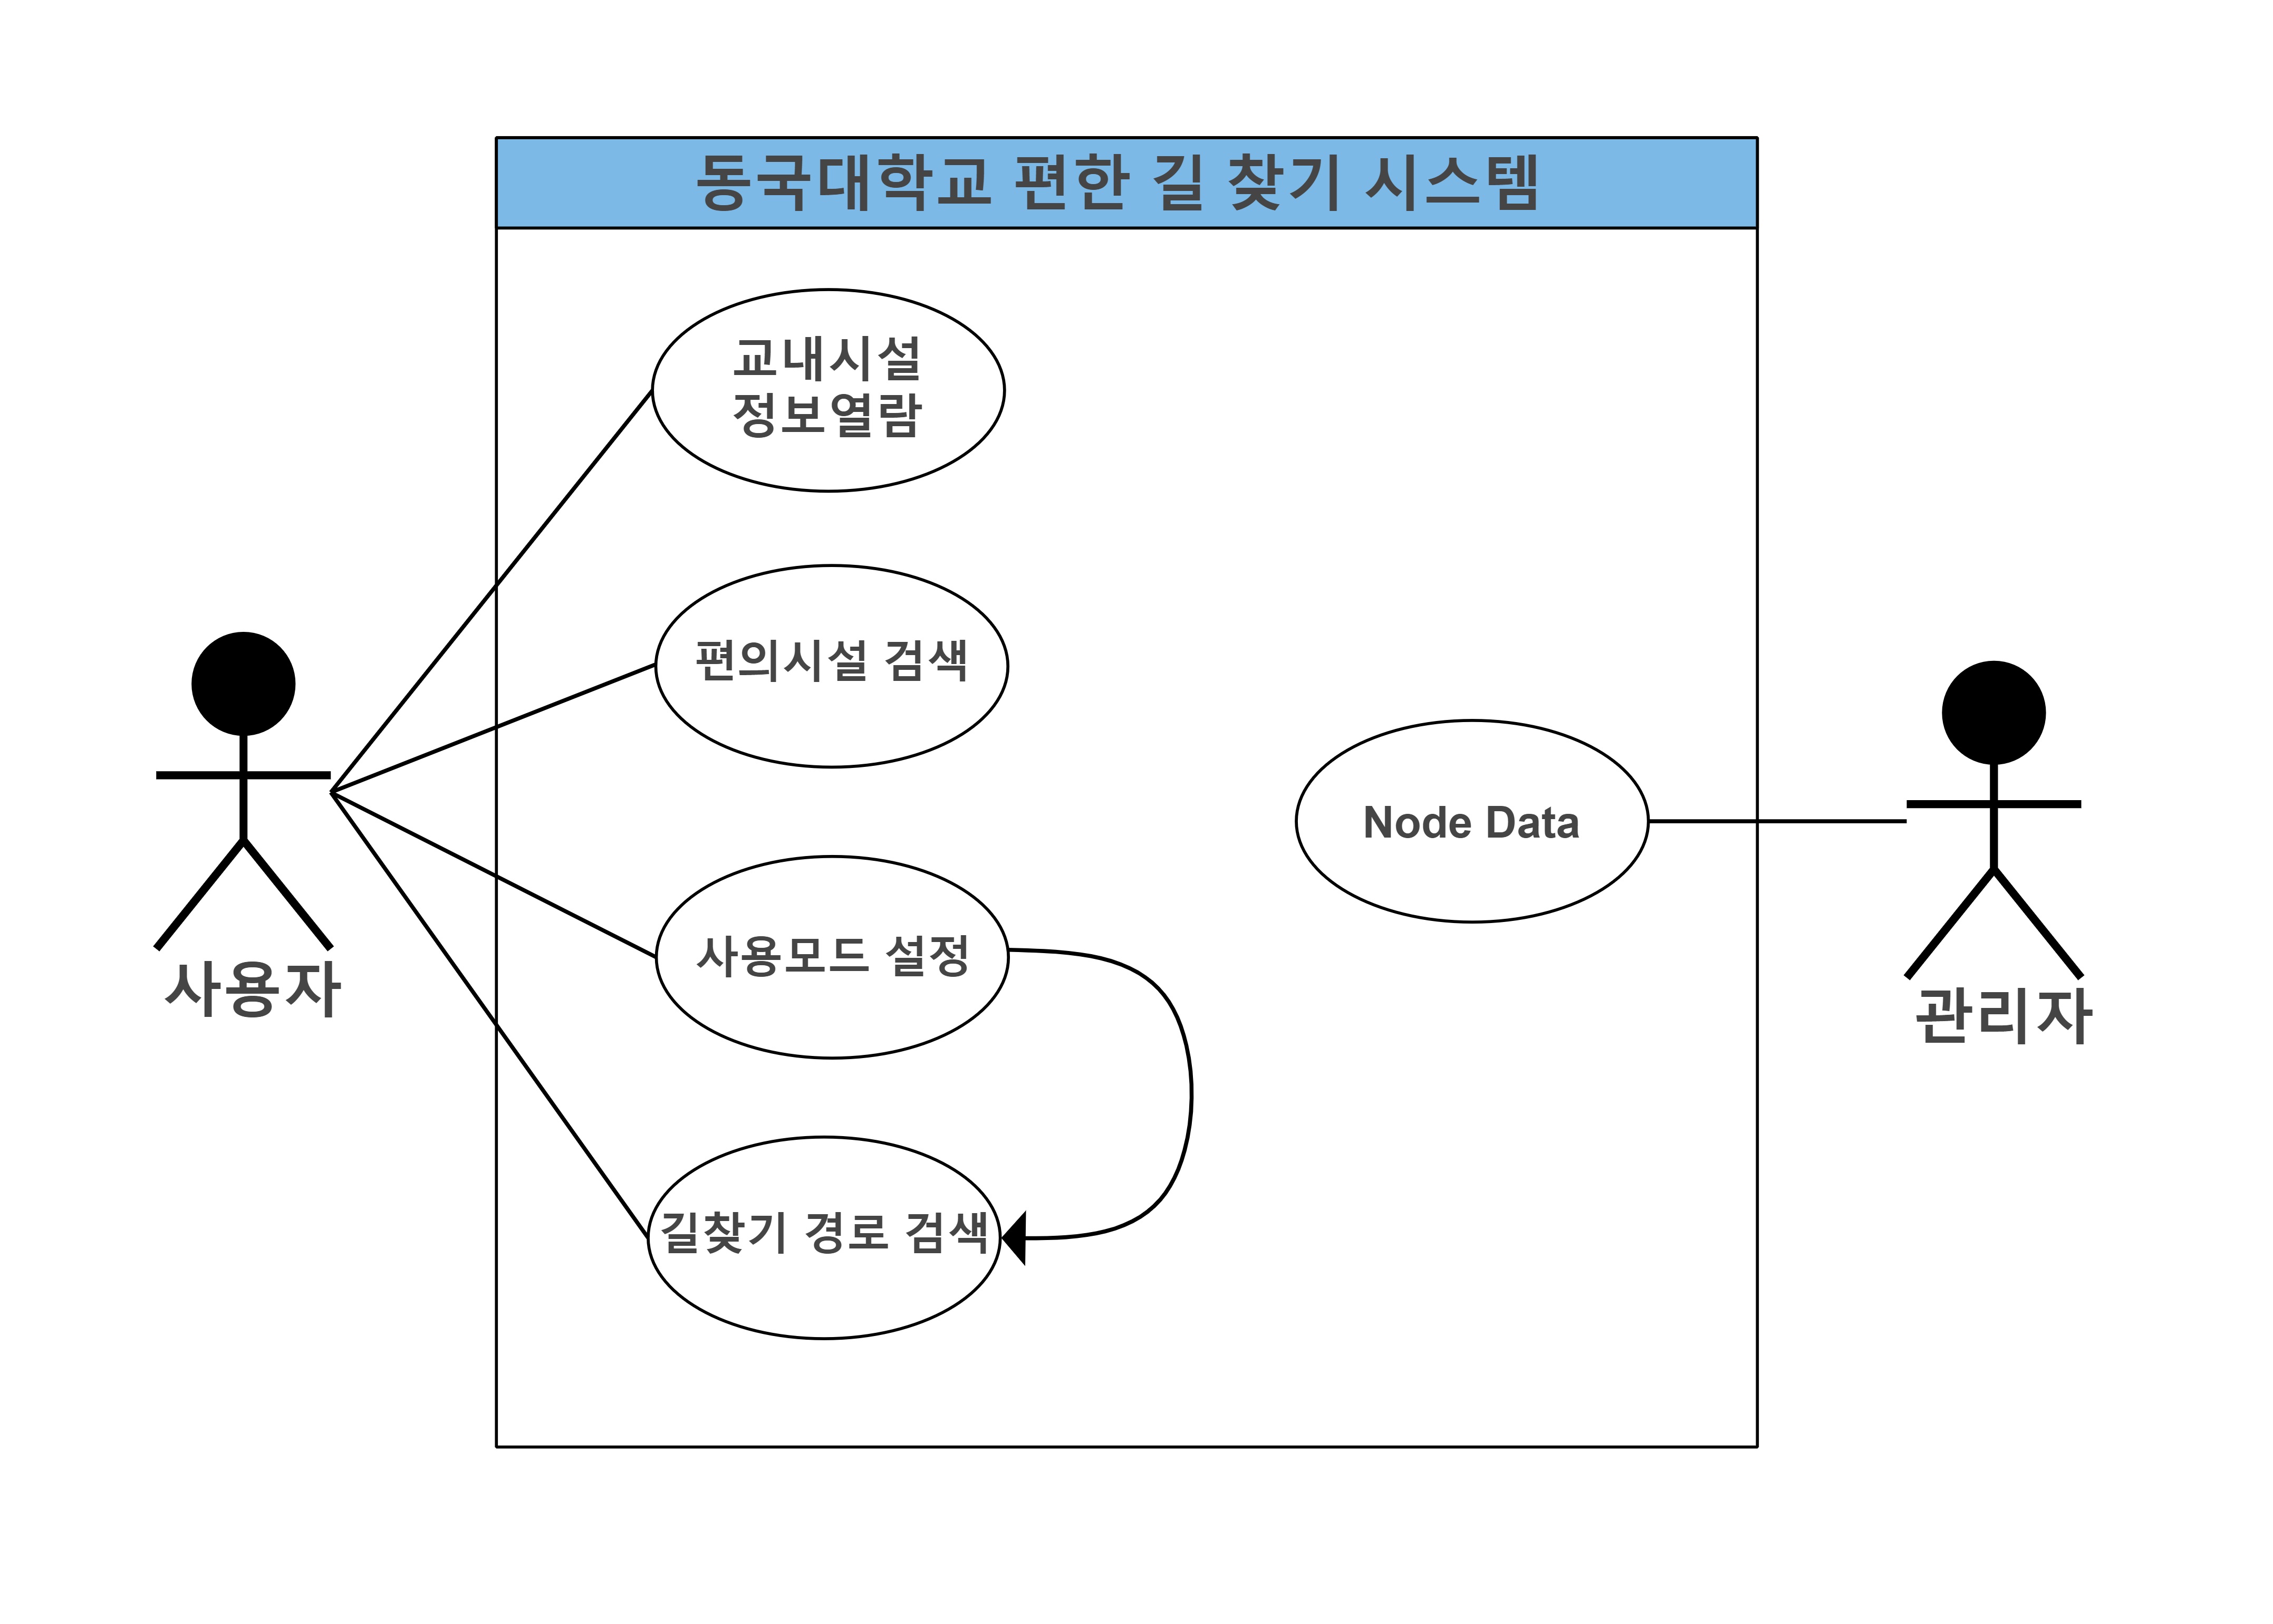 동국대학교 편한 길 찾기 시스템
교내시설
정보열람
편의시설 검색
Node Data
사용모드 설정
사용자
관리자
길찾기 경로 검색